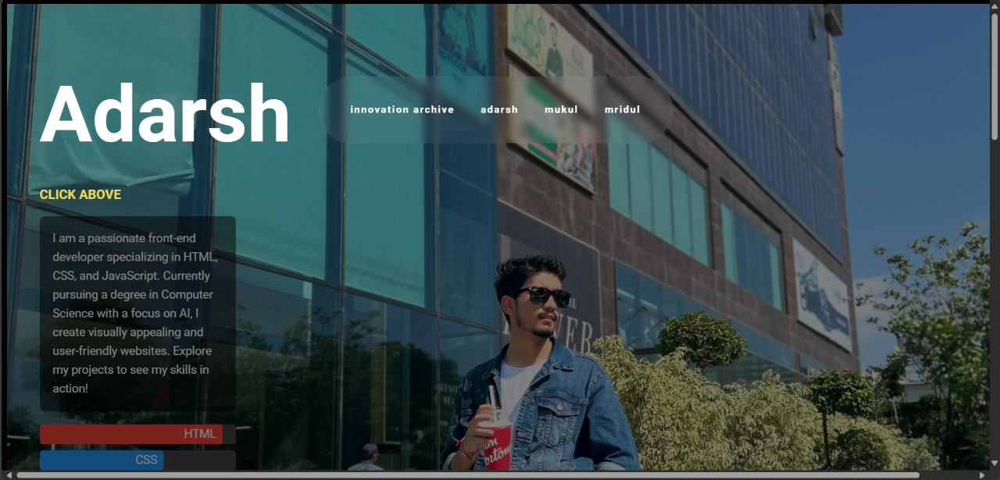 Adarsh
innovation archive adarsh mukul mridul
CLICK ABOVE
I am a passionate front-end
developer specializing in HTML,
CSS, and JavaScript. Currently
pursuing a degree in Computer
Science with a focus on AI, I
create visually appealing and
user-friendly websites. Explore
my projects to see my skills in
action!
HTML
CSS